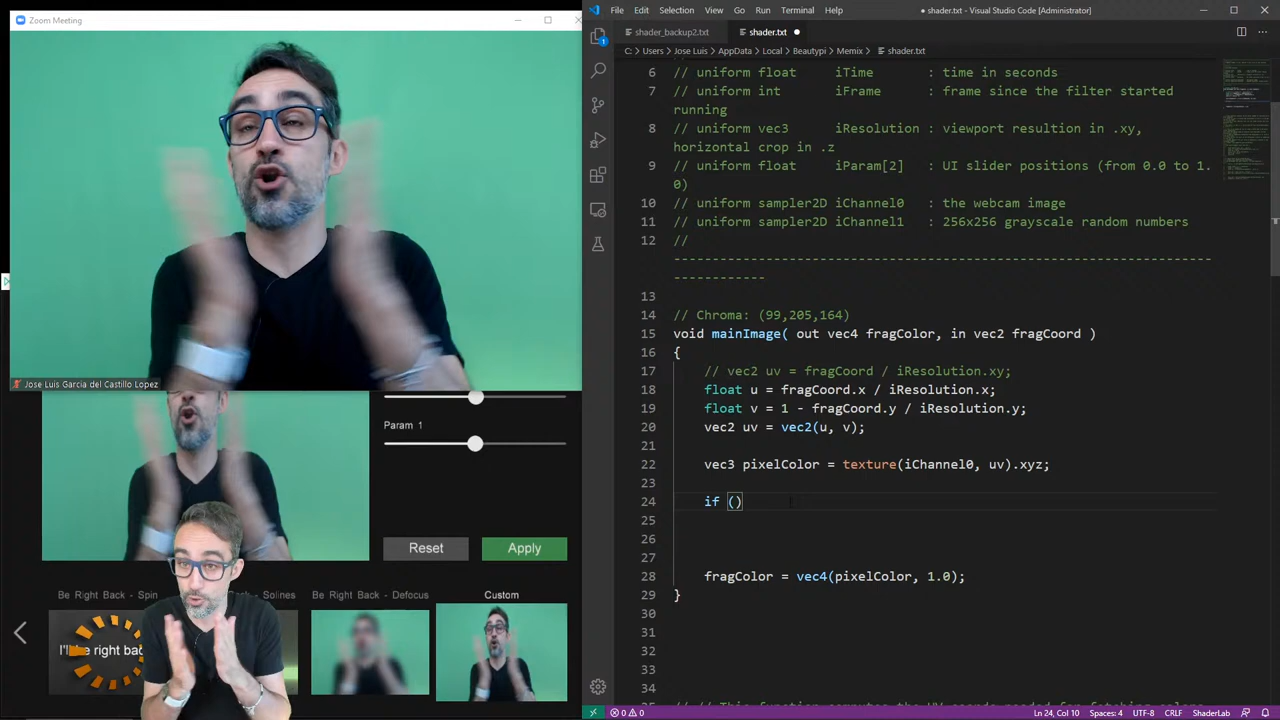 Zoom Meeting
Jose Luis Garcia del Castillo Lopez
Param 1
Reset
Apply
Be Right Back - Spin
Be Right Back - Defocus
Custom
I'll
right bac
File Edit Selection View Go Run Terminal Help
● shader.txt - Visual Studio Code [Administrator]
shader_backup2.txt
shader.txt ●
C: > Users > Jose Luis > AppData > Local > Beautypi > Memix > shader.txt
6 // uniform float iTime : time in seconds
7 // uniform int iFrame : frame since the filter started
running
8 // uniform vec3 iResolution : viewport resultion in .xy,
horizontal crop in .z
9 // uniform float iParam[2] : UI slider positions (from 0.0 to 1.
0)
10 // uniform sampler2D iChannel0 : the webcam image
11 // uniform sampler2D iChannel1 : 256x256 grayscale random numbers
12 //
13
14 // Chroma: (99,205,164)
15 void mainImage( out vec4 fragColor, in vec2 fragCoord )
16 {
17 // vec2 uv = fragCoord / iResolution.xy;
18 float u = fragCoord.x / iResolution.x;
19 float v = 1 - fragCoord.y / iResolution.y;
20 vec2 uv = vec2(u, v);
21
22 vec3 pixelColor = texture(iChannel0, uv).xyz;
23
24 if ()
25
26
27
28 fragColor = vec4(pixelColor, 1.0);
29 }
30
31
32
33
34
0 0 Ln 24, Col 10 Spaces: 4 UTF-8 CRLF ShaderLab